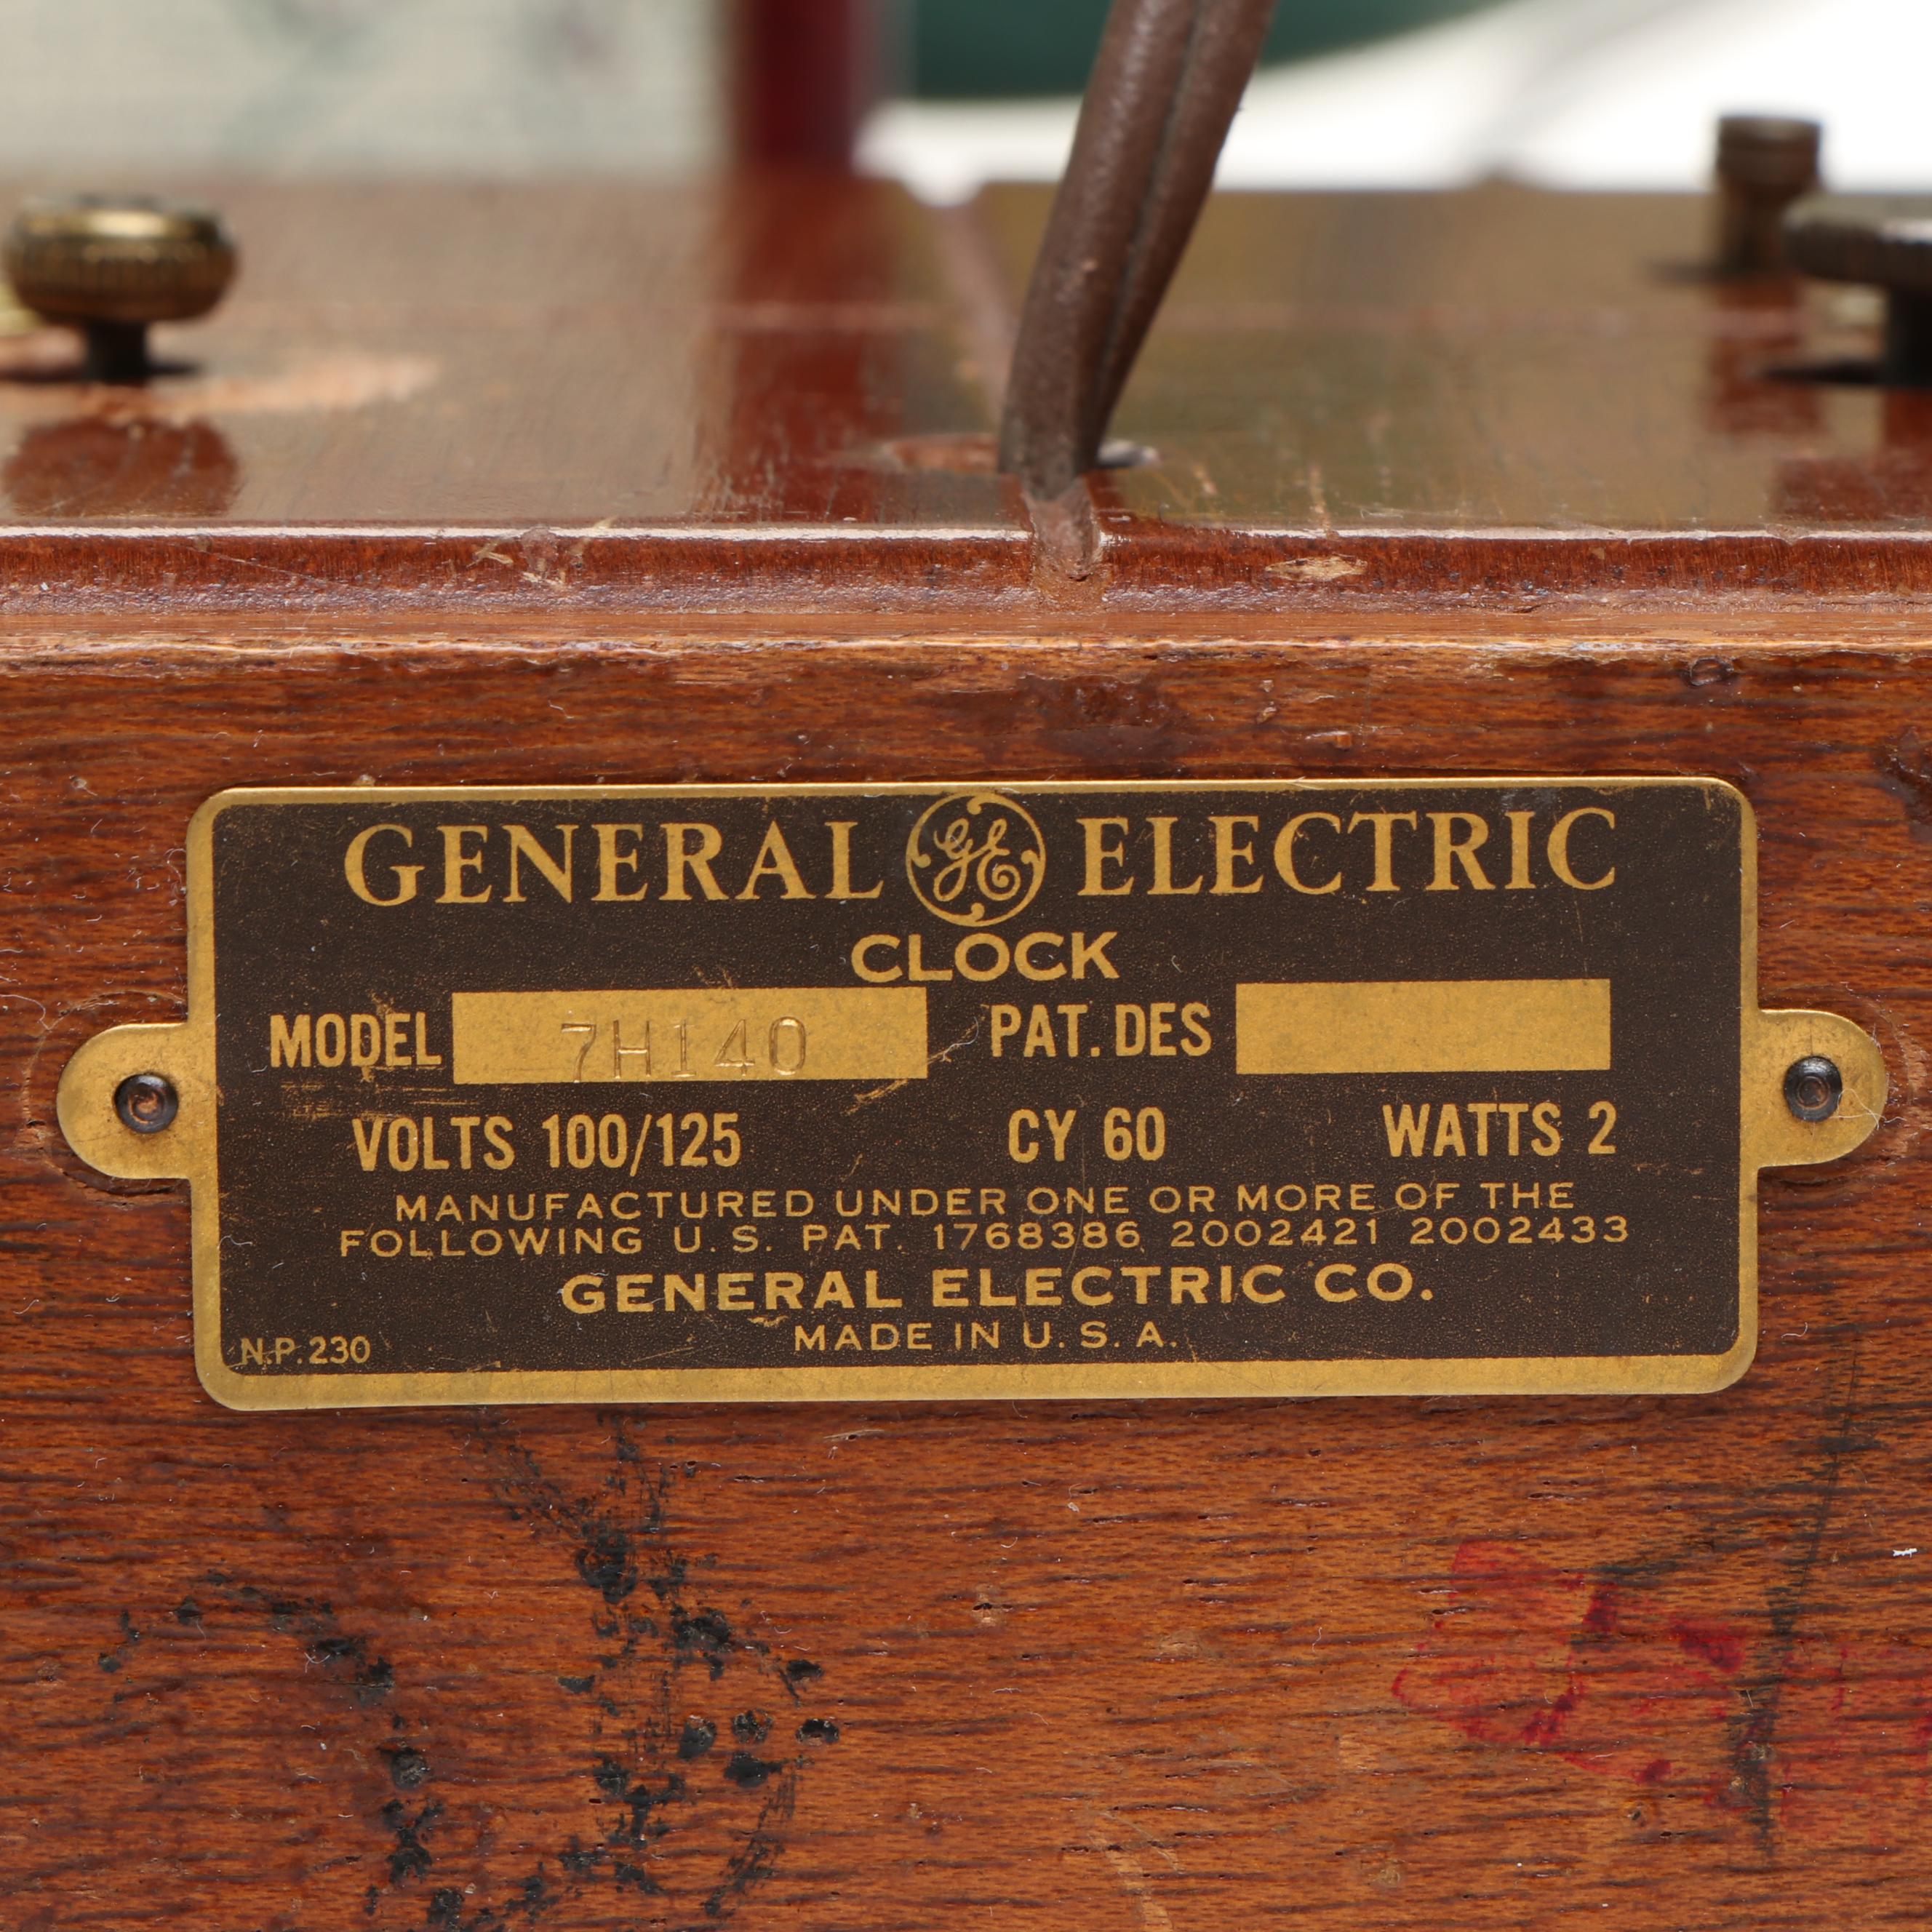 GENERAL GE ELECTRIC
CLOCK
MODEL 7H140 PAT. DES
VOLTS 100/125 CY 60 WATTS 2
MANUFACTURED UNDER ONE OR MORE OF THE
FOLLOWING U.S. PAT. 1768386 2002421 2002433
GENERAL ELECTRIC CO.
N.P. 230 MADE IN U.S.A.